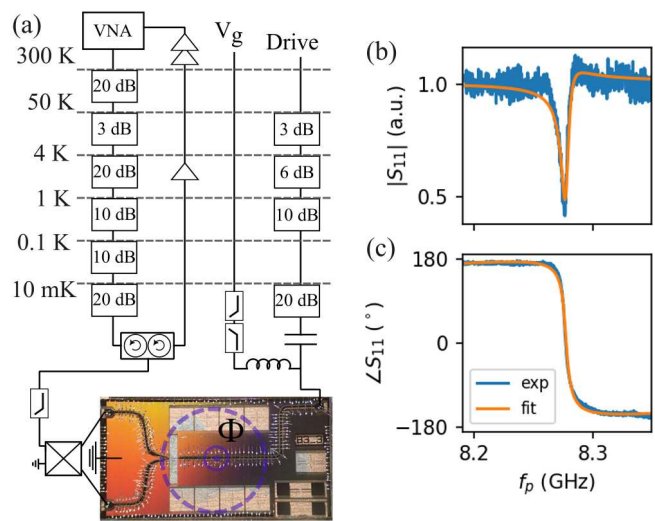 (a)
VNA
V_g
Drive
300 K
20 dB
50 K
3 dB
3 dB
4 K
20 dB
6 dB
1 K
10 dB
10 dB
0.1 K
10 dB
10 mK
20 dB
20 dB
Φ
(b)
|S₁₁| (a.u.)
1.0
0.5
(c)
∠S₁₁ (°)
180
0
−180
exp
fit
8.2
8.3
f_p (GHz)